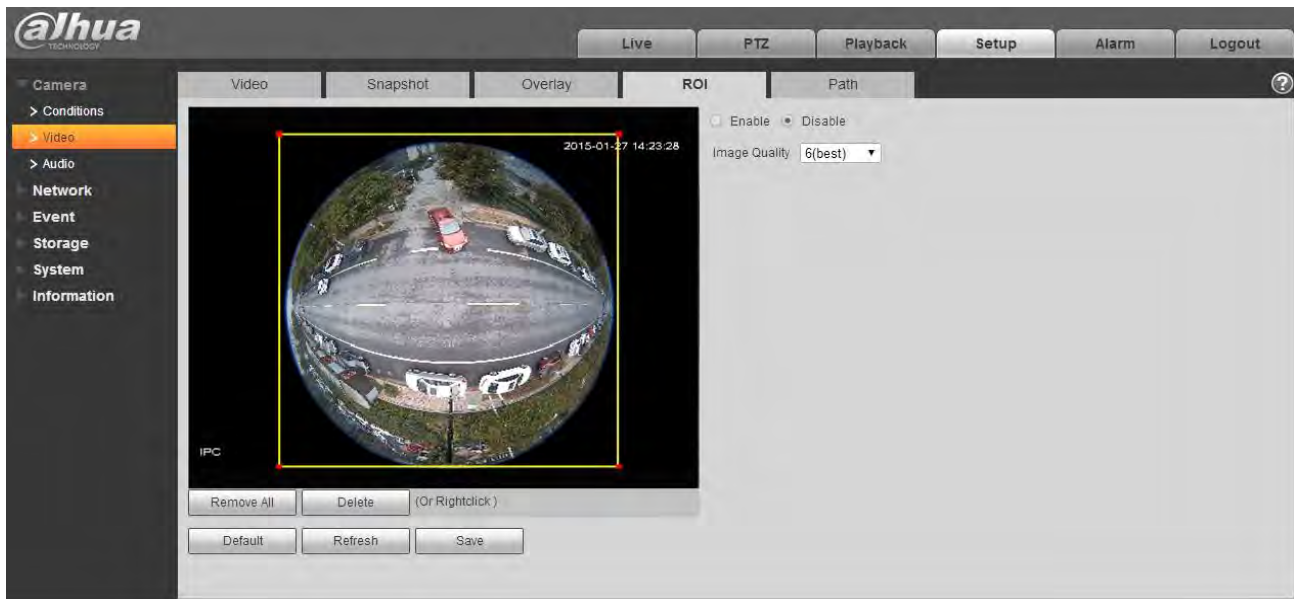 alhua
TECHNOLOGY
Live PTZ Playback Setup Alarm Logout
Camera
> Conditions
> Video
> Audio
Network
Event
Storage
System
Information
Video Snapshot Overlay ROI Path ?
2015-01-27 14:23:28
IPC
Enable Disable
Image Quality 6(best)
Remove All Delete (Or Rightclick )
Default Refresh Save